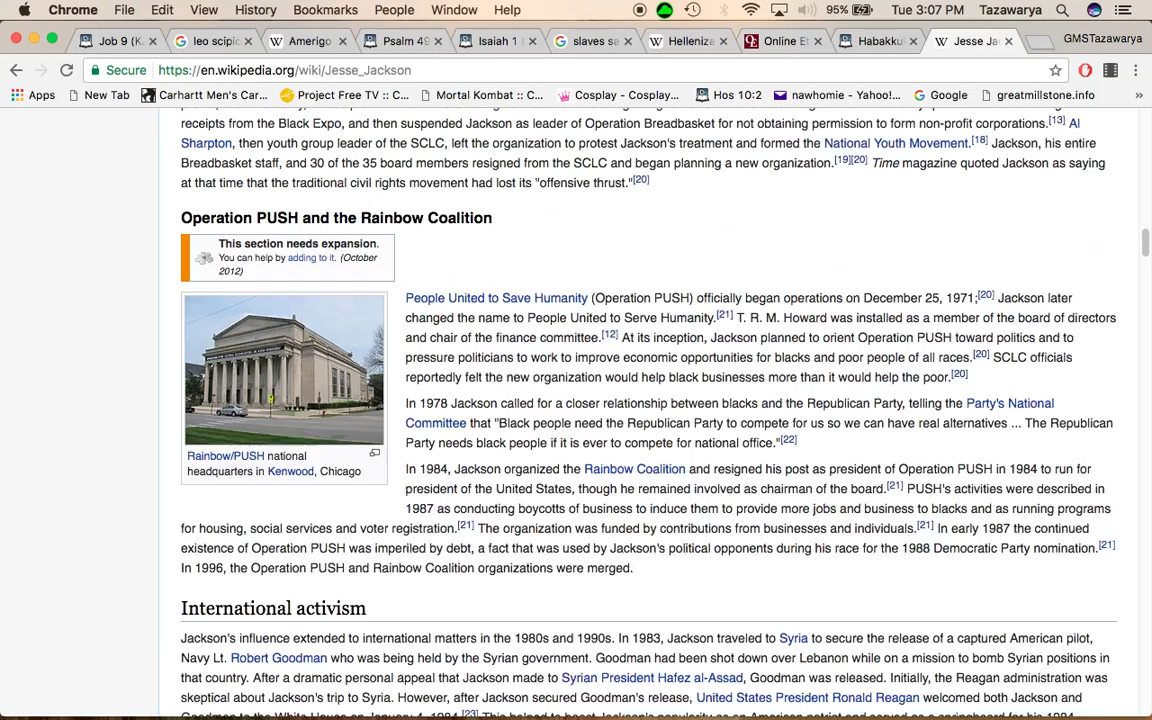 Chrome File Edit View History Bookmarks People Window Help 95% Tue 3:07 PM Tazawarya
Job 9 (K leo scipio Amerigo Psalm 49 Isaiah 1 ( slaves sa Helleniza Online Et Habakku Jesse Ja GMSTazawarya
Secure https://en.wikipedia.org/wiki/Jesse_Jackson
Apps New Tab Carhartt Men's Car... Project Free TV :: C... Mortal Kombat :: C... Cosplay - Cosplay... Hos 10:2 nawhomie - Yahoo!... Google greatmillstone.info
receipts from the Black Expo, and then suspended Jackson as leader of Operation Breadbasket for not obtaining permission to form non-profit corporations.[13] Al
Sharpton, then youth group leader of the SCLC, left the organization to protest Jackson's treatment and formed the National Youth Movement.[18] Jackson, his entire
Breadbasket staff, and 30 of the 35 board members resigned from the SCLC and began planning a new organization.[19][20] Time magazine quoted Jackson as saying
at that time that the traditional civil rights movement had lost its "offensive thrust."[20]
Operation PUSH and the Rainbow Coalition
This section needs expansion.
You can help by adding to it. (October
2012)
People United to Save Humanity (Operation PUSH) officially began operations on December 25, 1971;[20] Jackson later
changed the name to People United to Serve Humanity.[21] T. R. M. Howard was installed as a member of the board of directors
and chair of the finance committee.[12] At its inception, Jackson planned to orient Operation PUSH toward politics and to
pressure politicians to work to improve economic opportunities for blacks and poor people of all races.[20] SCLC officials
reportedly felt the new organization would help black businesses more than it would help the poor.[20]
In 1978 Jackson called for a closer relationship between blacks and the Republican Party, telling the Party's National
Committee that "Black people need the Republican Party to compete for us so we can have real alternatives ... The Republican
Party needs black people if it is ever to compete for national office."[22]
Rainbow/PUSH national
headquarters in Kenwood, Chicago
In 1984, Jackson organized the Rainbow Coalition and resigned his post as president of Operation PUSH in 1984 to run for
president of the United States, though he remained involved as chairman of the board.[21] PUSH's activities were described in
1987 as conducting boycotts of business to induce them to provide more jobs and business to blacks and as running programs
for housing, social services and voter registration.[21] The organization was funded by contributions from businesses and individuals.[21] In early 1987 the continued
existence of Operation PUSH was imperiled by debt, a fact that was used by Jackson's political opponents during his race for the 1988 Democratic Party nomination.[21]
In 1996, the Operation PUSH and Rainbow Coalition organizations were merged.
International activism
Jackson's influence extended to international matters in the 1980s and 1990s. In 1983, Jackson traveled to Syria to secure the release of a captured American pilot,
Navy Lt. Robert Goodman who was being held by the Syrian government. Goodman had been shot down over Lebanon while on a mission to bomb Syrian positions in
that country. After a dramatic personal appeal that Jackson made to Syrian President Hafez al-Assad, Goodman was released. Initially, the Reagan administration was
skeptical about Jackson's trip to Syria. However, after Jackson secured Goodman's release, United States President Ronald Reagan welcomed both Jackson and
Goodman to the White House on January 4, 1984.[23] This helped to boost Jackson's popularity as an American patriot and served as a springboard for his 1984